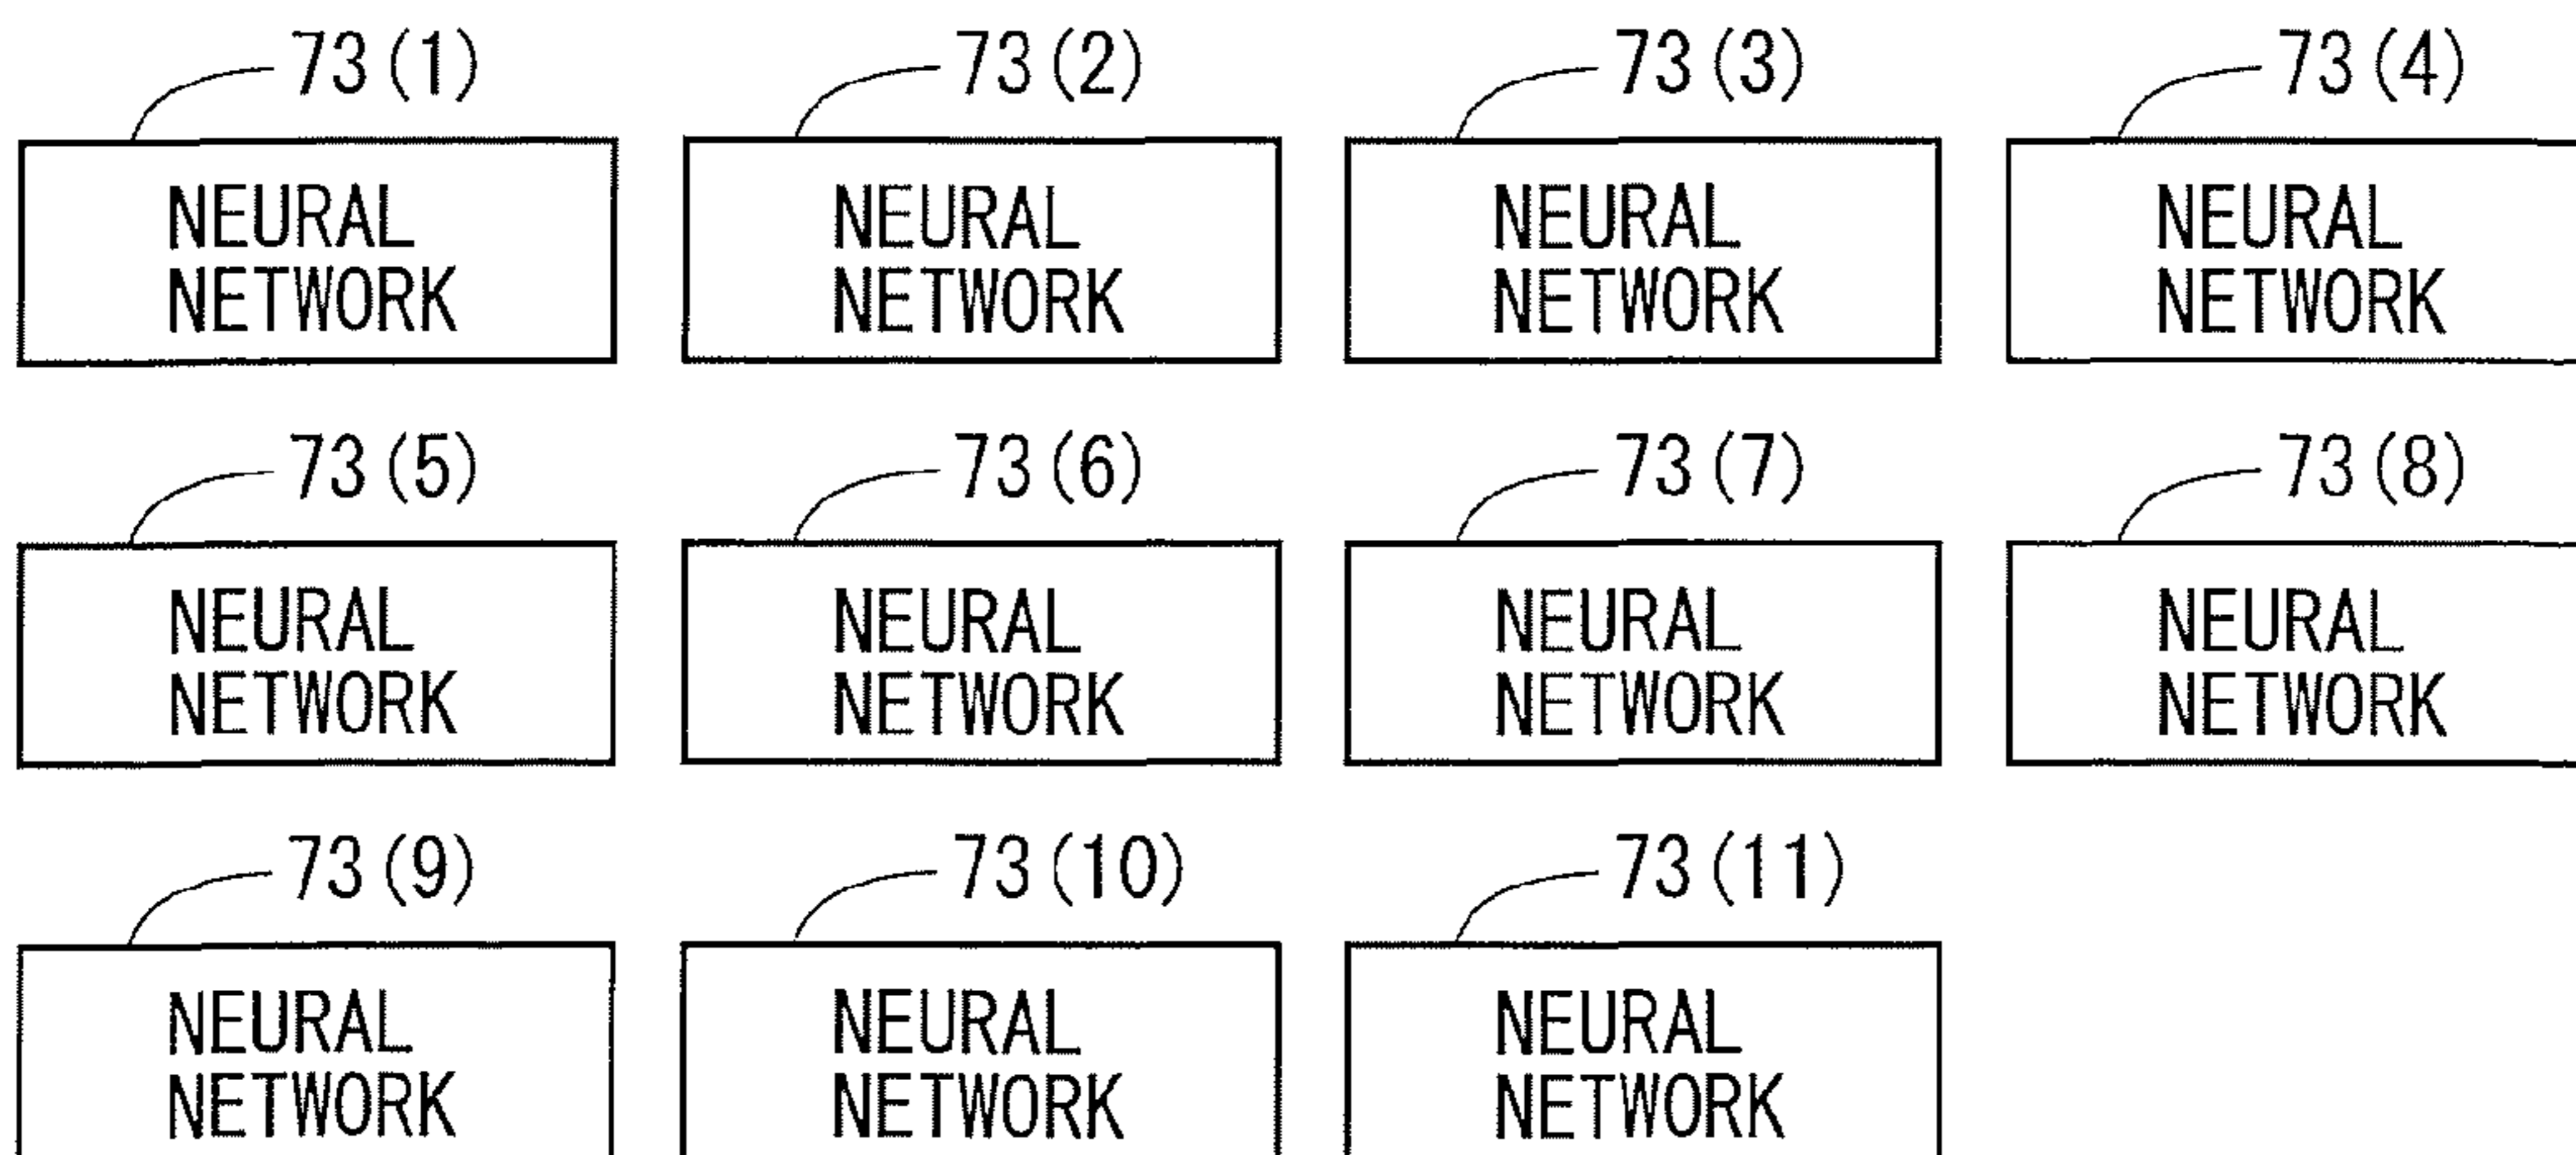 73(1) 73(2) 73(3) 73(4)
NEURAL NEURAL NEURAL NEURAL
NETWORK NETWORK NETWORK NETWORK
73(5) 73(6) 73(7) 73(8)
NEURAL NEURAL NEURAL NEURAL
NETWORK NETWORK NETWORK NETWORK
73(9) 73(10) 73(11)
NEURAL NEURAL NEURAL
NETWORK NETWORK NETWORK